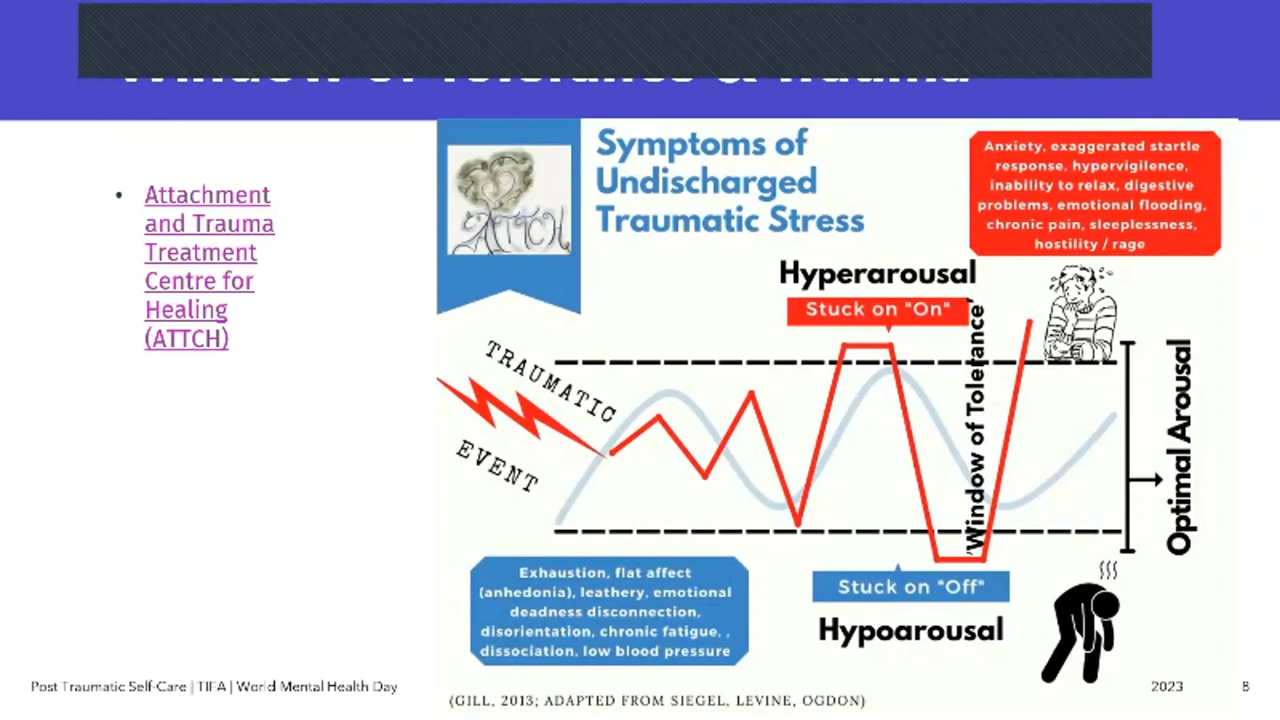 Window of Tolerance & Trauma
• Attachment
and Trauma
Treatment
Centre for
Healing
(ATTCH)
ATTCH
Symptoms of
Undischarged
Traumatic Stress
Anxiety, exaggerated startle
response, hypervigilence,
inability to relax, digestive
problems, emotional flooding,
chronic pain, sleeplessness,
hostility / rage
Hyperarousal
Stuck on "On"
TRAUMATIC
EVENT
'Window of Tolerance'
Optimal Arousal
Exhaustion, flat affect
(anhedonia), leathery, emotional
deadness disconnection,
disorientation, chronic fatigue, ,
dissociation, low blood pressure
Stuck on "Off"
Hypoarousal
(GILL, 2013; ADAPTED FROM SIEGEL, LEVINE, OGDON)
Post Traumatic Self-Care | TIFA | World Mental Health Day
2023
8